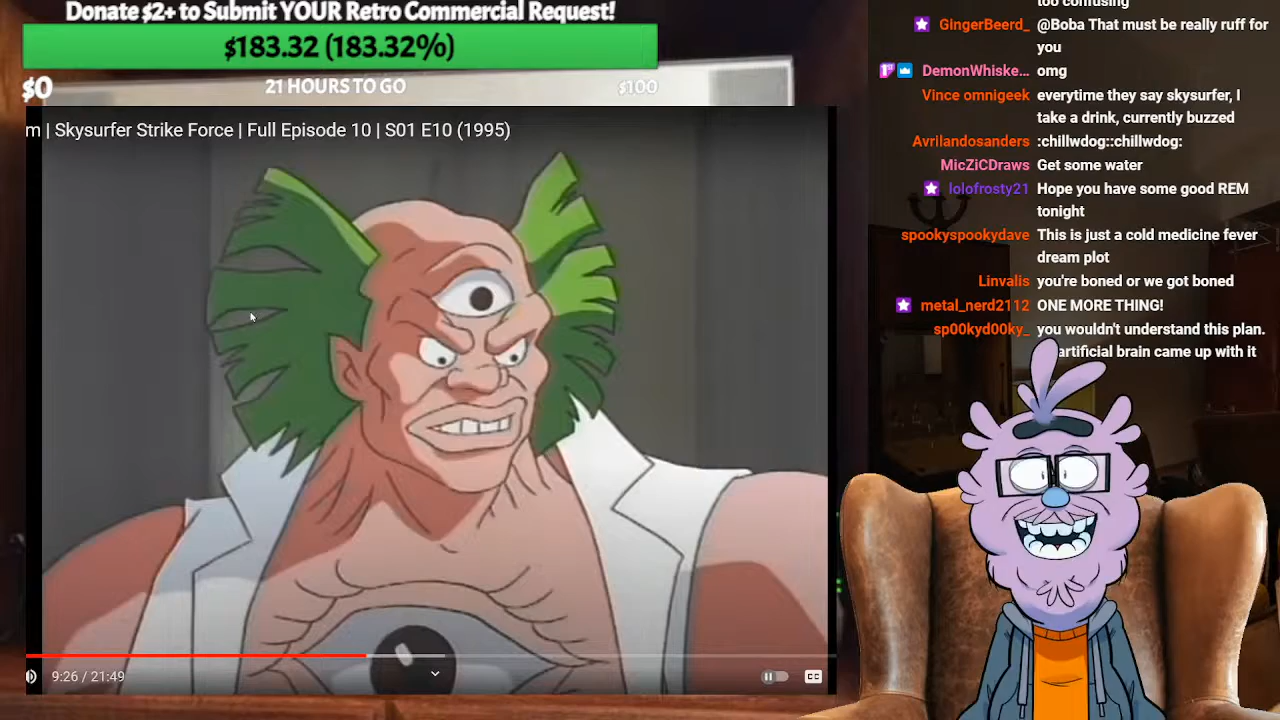 Donate $2+ to Submit YOUR Retro Commercial Request!
$183.32 (183.32%)
$0
21 HOURS TO GO
$100
m | Skysurfer Strike Force | Full Episode 10 | S01 E10 (1995)
9:26 / 21:49
CC
too confusing
GIngerBeerd_ @Boba That must be really ruff for
you
DemonWhiske... omg
Vince omnigeek everytime they say skysurfer, I
take a drink, currently buzzed
Avrilandosanders :chillwdog::chillwdog:
MicZiCDraws Get some water
lolofrosty21 Hope you have some good REM
tonight
spookyspookydave This is just a cold medicine fever
dream plot
Linvalis you're boned or we got boned
metal_nerd2112 ONE MORE THING!
sp00kyd00ky_ you wouldn't understand this plan.
artificial brain came up with it